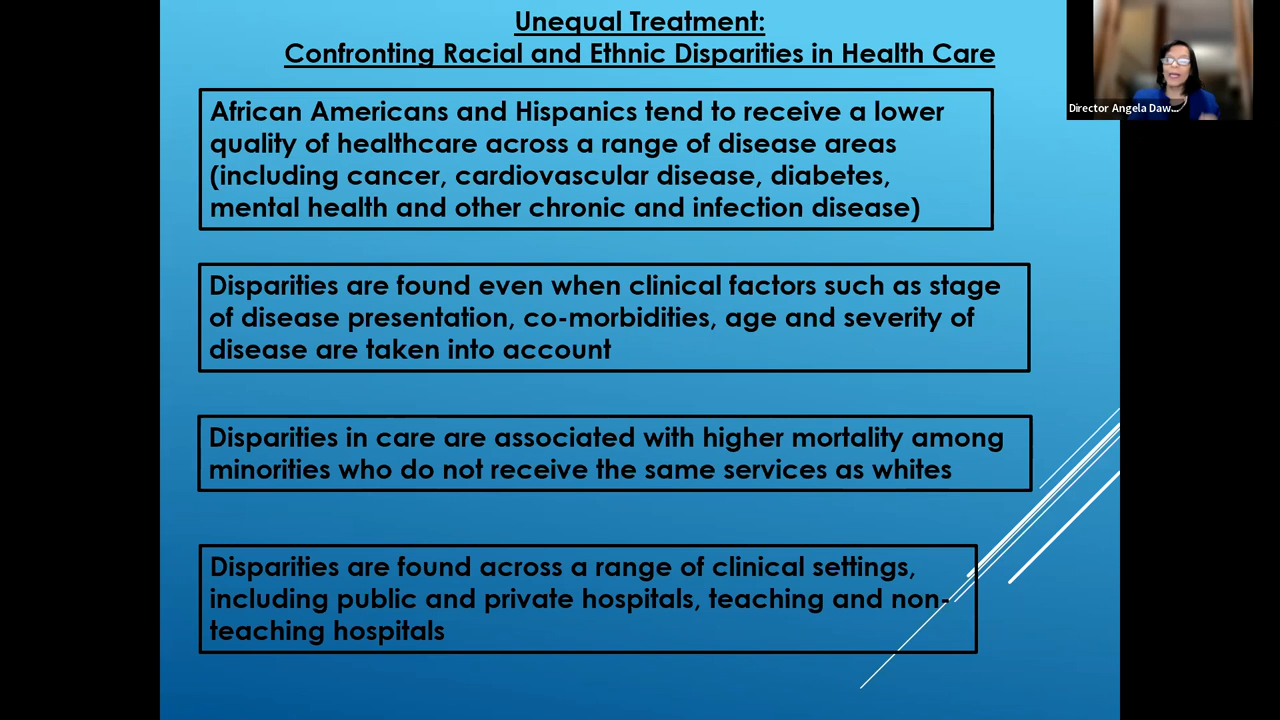 Unequal Treatment:
Confronting Racial and Ethnic Disparities in Health Care
Director Angela Daw...
African Americans and Hispanics tend to receive a lower
quality of healthcare across a range of disease areas
(including cancer, cardiovascular disease, diabetes,
mental health and other chronic and infection disease)
Disparities are found even when clinical factors such as stage
of disease presentation, co-morbidities, age and severity of
disease are taken into account
Disparities in care are associated with higher mortality among
minorities who do not receive the same services as whites
Disparities are found across a range of clinical settings,
including public and private hospitals, teaching and non-
teaching hospitals